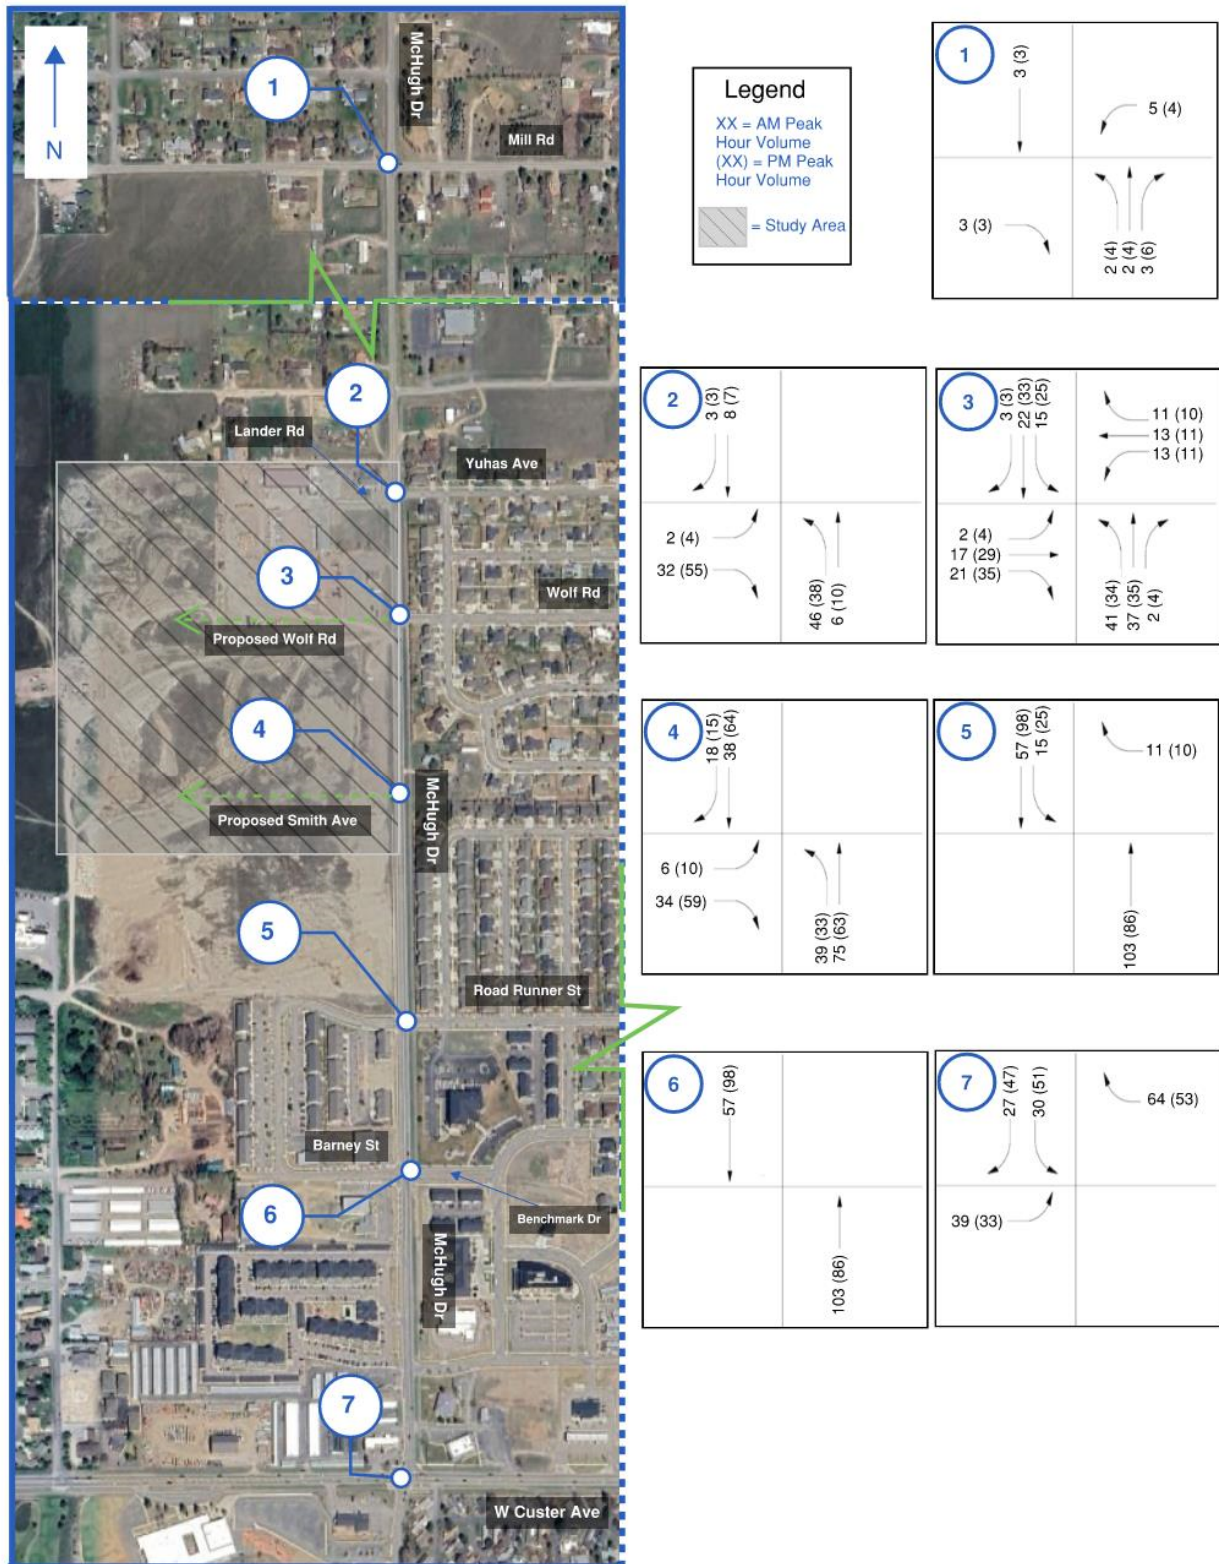 N
1
McHugh Dr
Mill Rd
2
Lander Rd
Yuhas Ave
3
Wolf Rd
Proposed Wolf Rd
4
Proposed Smith Ave
McHugh Dr
5
Road Runner St
Barney St
6
Benchmark Dr
McHugh Dr
7
W Custer Ave
Legend
XX = AM Peak
Hour Volume
(XX) = PM Peak
Hour Volume
= Study Area
1
3 (3)
5 (4)
3 (3)
2 (4)
2 (4)
3 (6)
2
3 (3)
8 (7)
2 (4)
32 (55)
46 (38)
6 (10)
3
3 (3)
22 (33)
15 (25)
11 (10)
13 (11)
13 (11)
2 (4)
17 (29)
21 (35)
41 (34)
37 (35)
2 (4)
4
18 (15)
38 (64)
6 (10)
34 (59)
39 (33)
75 (63)
5
57 (98)
15 (25)
11 (10)
103 (86)
6
57 (98)
103 (86)
7
27 (47)
30 (51)
64 (53)
39 (33)